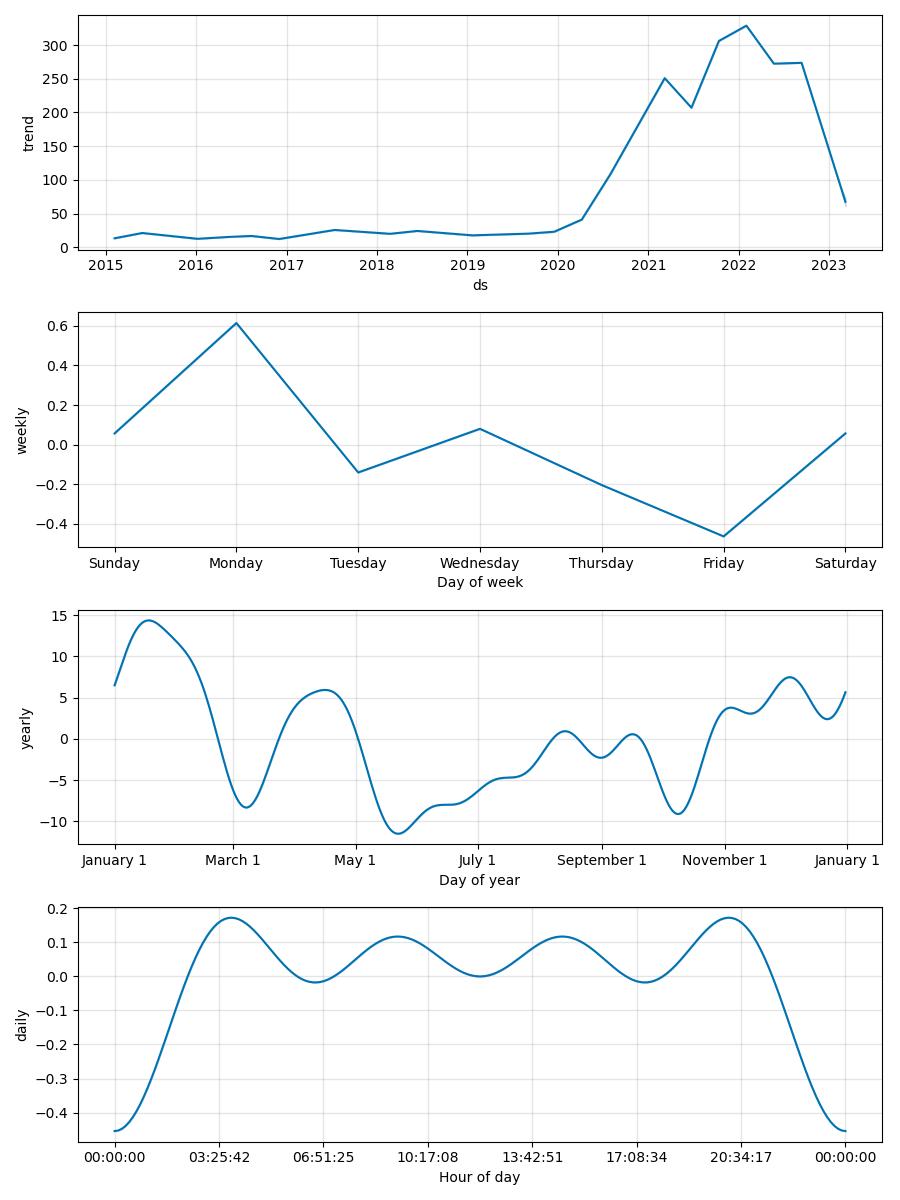 300
250
200
150
100
50
0
trend
2015 2016 2017 2018 2019 2020 2021 2022 2023
ds
0.6
0.4
0.2
0.0
−0.2
−0.4
weekly
Sunday Monday Tuesday Wednesday Thursday Friday Saturday
Day of week
15
10
5
0
−5
−10
yearly
January 1 March 1 May 1 July 1 September 1 November 1 January 1
Day of year
0.2
0.1
0.0
−0.1
−0.2
−0.3
−0.4
daily
00:00:00 03:25:42 06:51:25 10:17:08 13:42:51 17:08:34 20:34:17 00:00:00
Hour of day